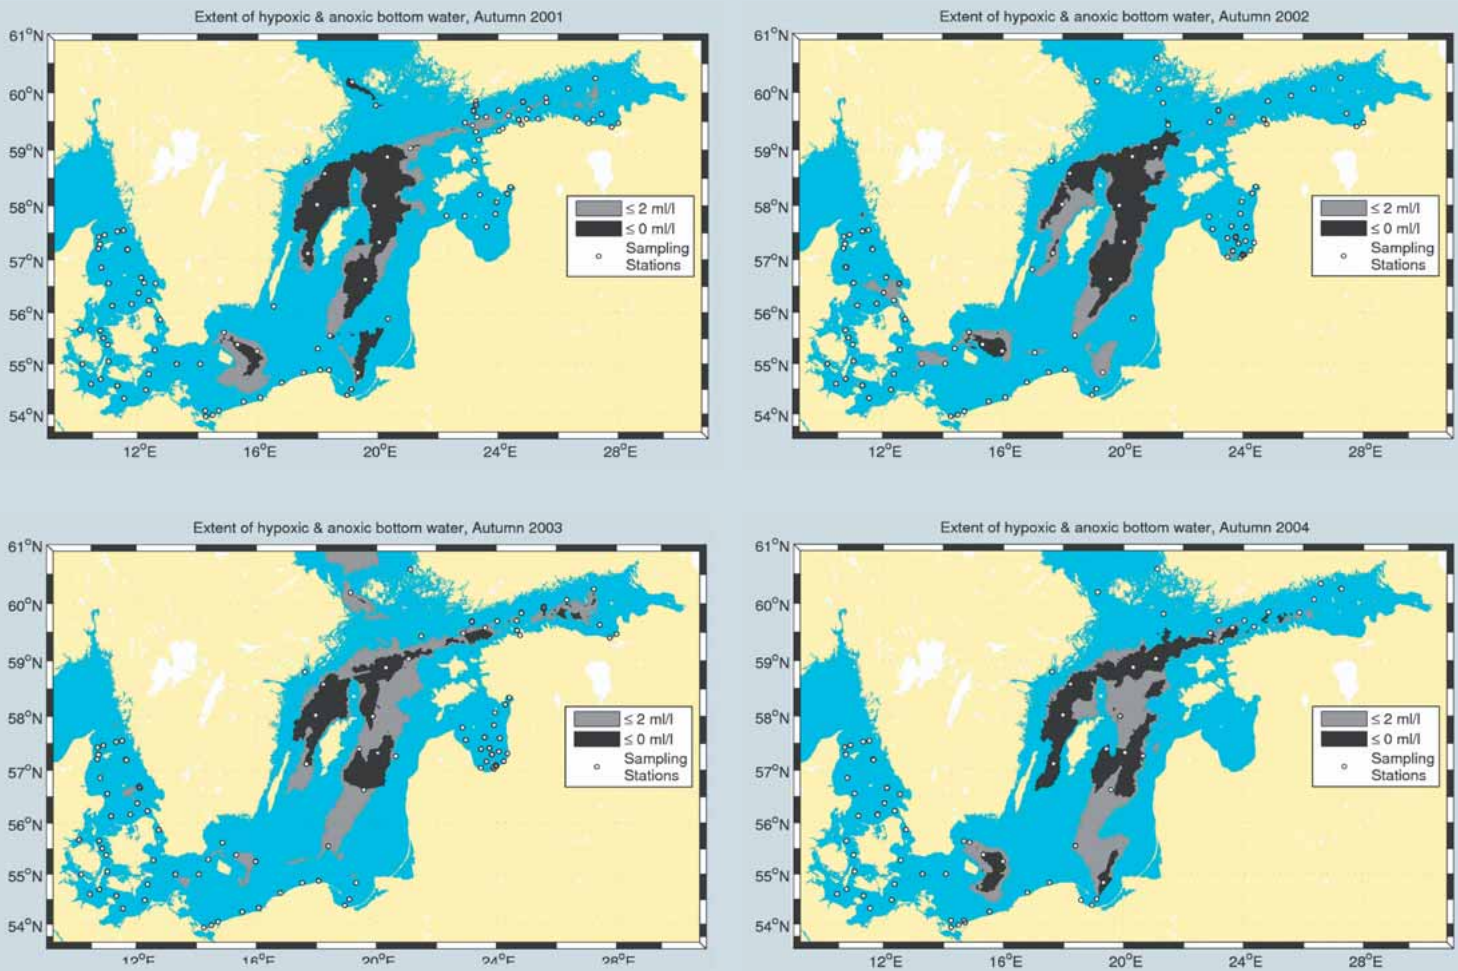 Extent of hypoxic & anoxic bottom water, Autumn 2001
61°N
60°N
59°N
58°N
57°N
56°N
55°N
54°N
12°E 16°E 20°E 24°E 28°E
≤ 2 ml/l
≤ 0 ml/l
Sampling
Stations
Extent of hypoxic & anoxic bottom water, Autumn 2002
61°N
60°N
59°N
58°N
57°N
56°N
55°N
54°N
12°E 16°E 20°E 24°E 28°E
≤ 2 ml/l
≤ 0 ml/l
Sampling
Stations
Extent of hypoxic & anoxic bottom water, Autumn 2003
61°N
60°N
59°N
58°N
57°N
56°N
55°N
54°N
12°E 16°E 20°E 24°E 28°E
≤ 2 ml/l
≤ 0 ml/l
Sampling
Stations
Extent of hypoxic & anoxic bottom water, Autumn 2004
61°N
60°N
59°N
58°N
57°N
56°N
55°N
54°N
12°E 16°E 20°E 24°E 28°E
≤ 2 ml/l
≤ 0 ml/l
Sampling
Stations